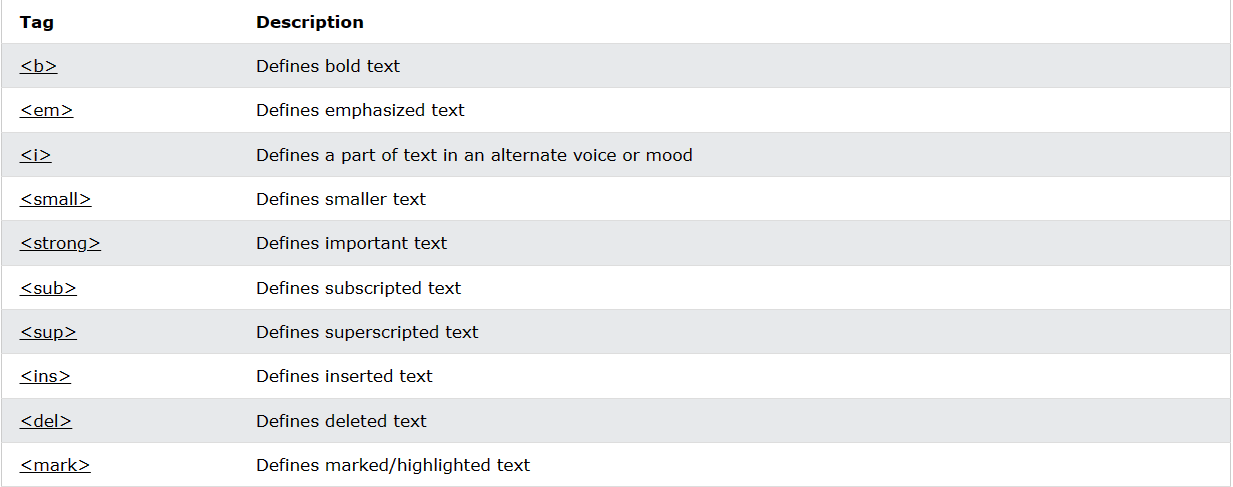 Tag Description
<b> Defines bold text
<em> Defines emphasized text
<i> Defines a part of text in an alternate voice or mood
<small> Defines smaller text
<strong> Defines important text
<sub> Defines subscripted text
<sup> Defines superscripted text
<ins> Defines inserted text
<del> Defines deleted text
<mark> Defines marked/highlighted text